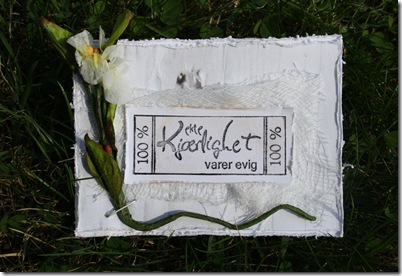 100 %
ekte
Kjærlighet
varer evig
100 %